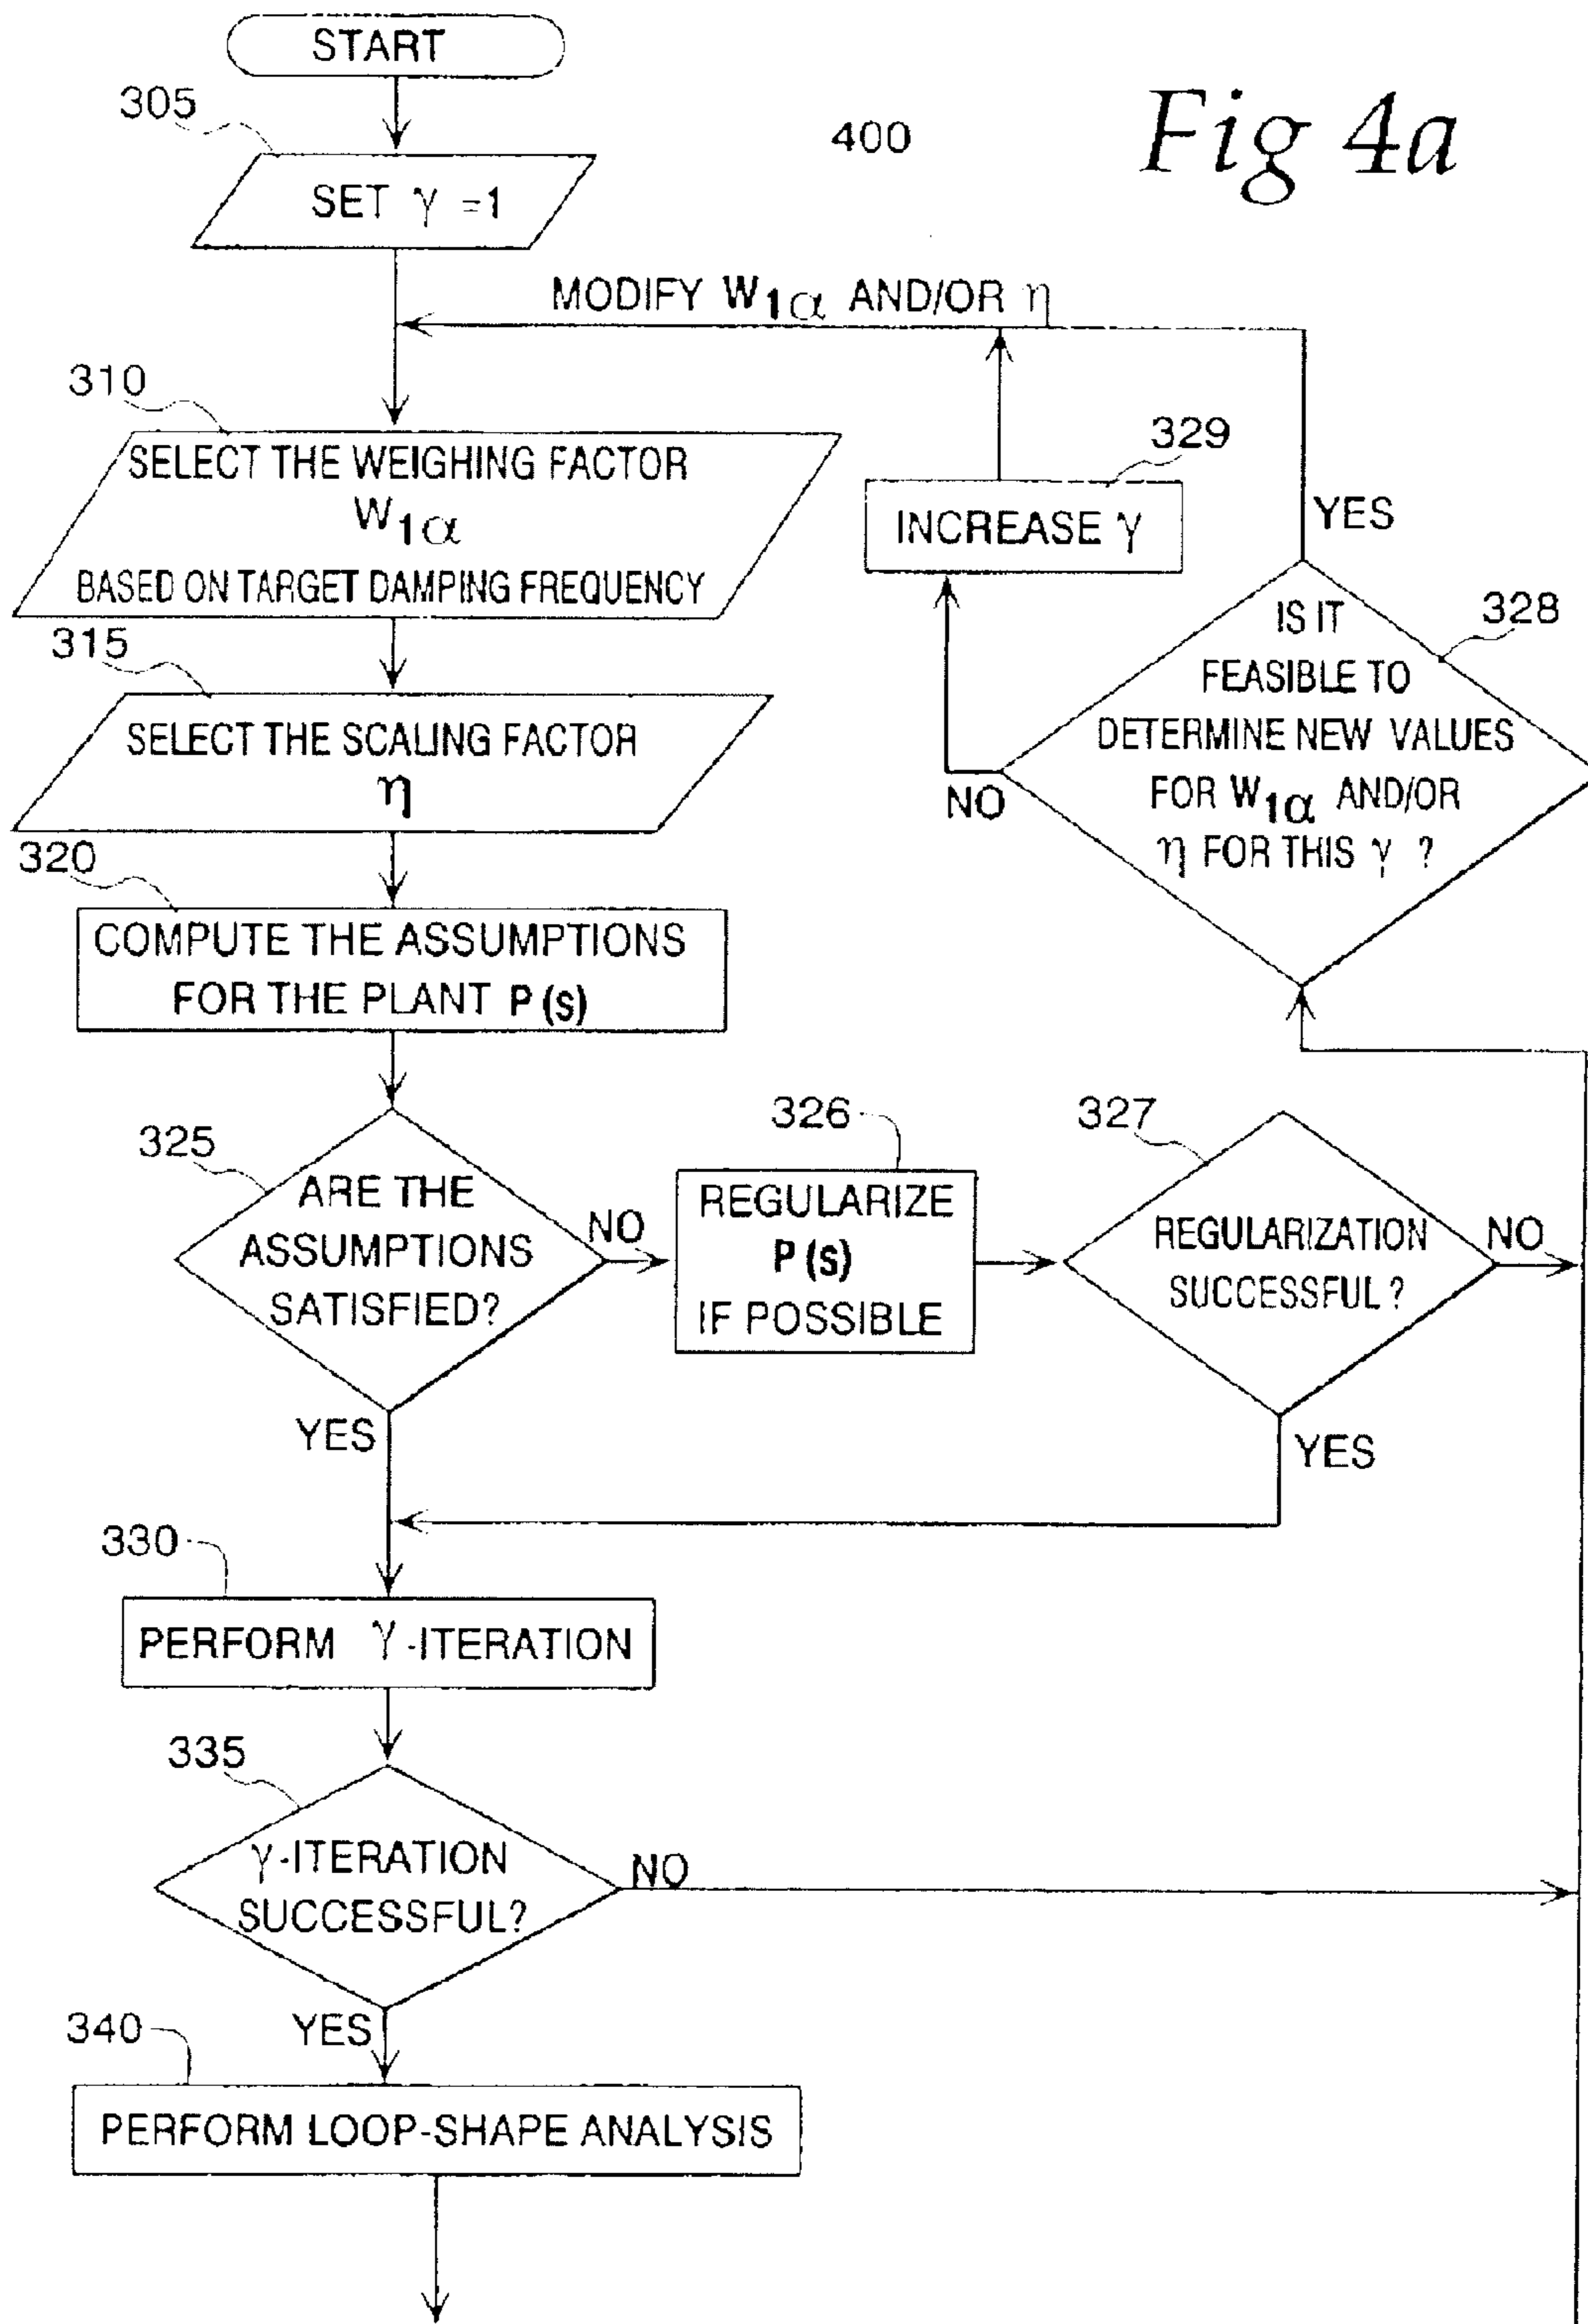 START
Fig 4a
305
400
SET γ =1
MODIFY W1α AND/OR η
310
SELECT THE WEIGHING FACTOR
W1α
BASED ON TARGET DAMPING FREQUENCY
329
INCREASE γ
YES
328
IS IT
FEASIBLE TO
DETERMINE NEW VALUES
FOR W1α AND/OR
η FOR THIS γ ?
NO
315
SELECT THE SCALING FACTOR
η
320
COMPUTE THE ASSUMPTIONS
FOR THE PLANT P(s)
325
ARE THE
ASSUMPTIONS
SATISFIED?
NO
YES
326
REGULARIZE
P(s)
IF POSSIBLE
327
REGULARIZATION
SUCCESSFUL?
NO
YES
330
PERFORM γ-ITERATION
335
γ-ITERATION
SUCCESSFUL?
NO
YES
340
PERFORM LOOP-SHAPE ANALYSIS